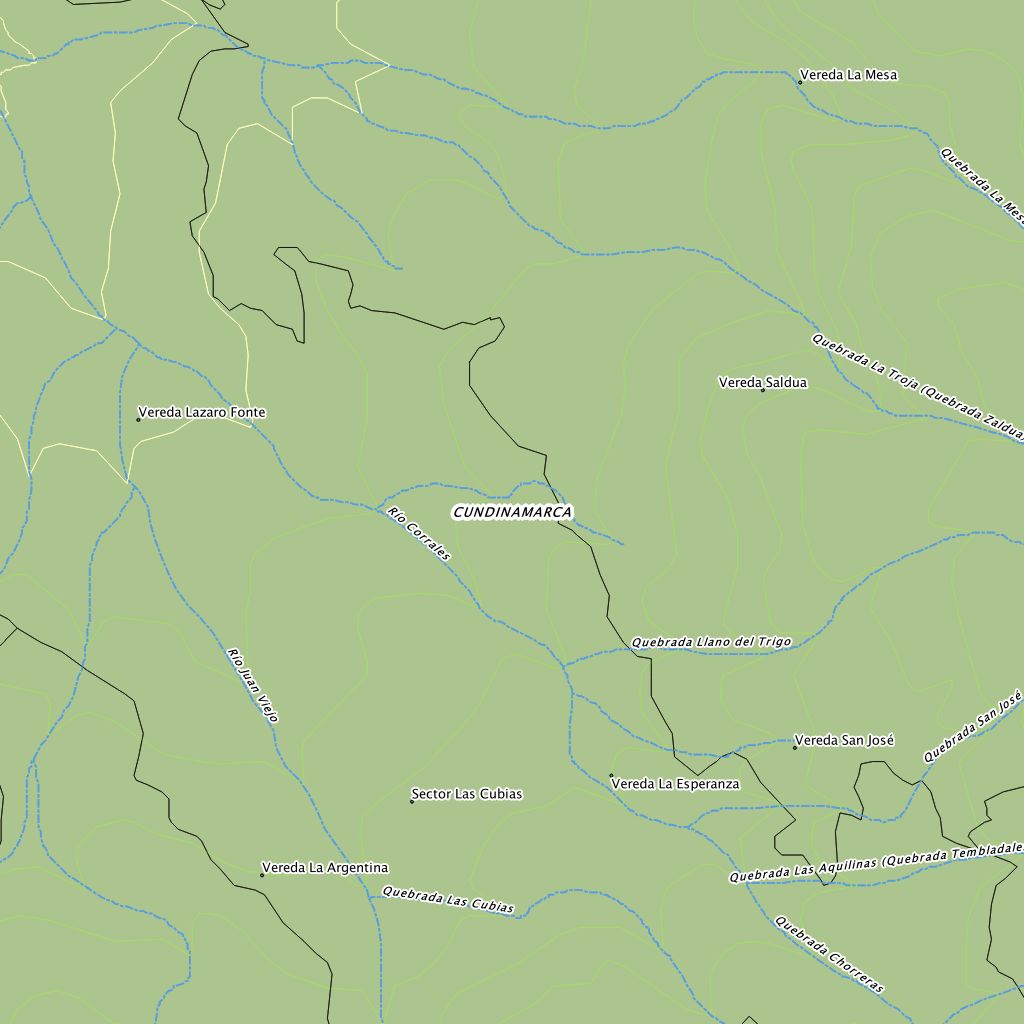 Vereda La Mesa
Quebrada La Mesa
Quebrada La Troja (Quebrada Zaldua)
Vereda Saldua
Vereda Lazaro Fonte
CUNDINAMARCA
Río Corrales
Quebrada Llano del Trigo
Río Juan Viejo
Quebrada San José
Vereda San José
Vereda La Esperanza
Sector Las Cubias
Quebrada Las Aquilinas (Quebrada Tembladales
Vereda La Argentina
Quebrada Las Cubias
Quebrada Chorreras